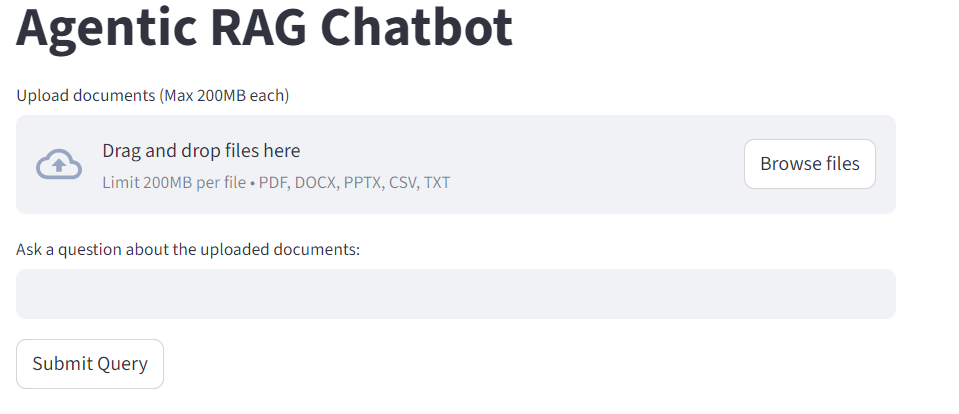 Agentic RAG Chatbot
Upload documents (Max 200MB each)
Drag and drop files here
Limit 200MB per file • PDF, DOCX, PPTX, CSV, TXT
Browse files
Ask a question about the uploaded documents:
Submit Query